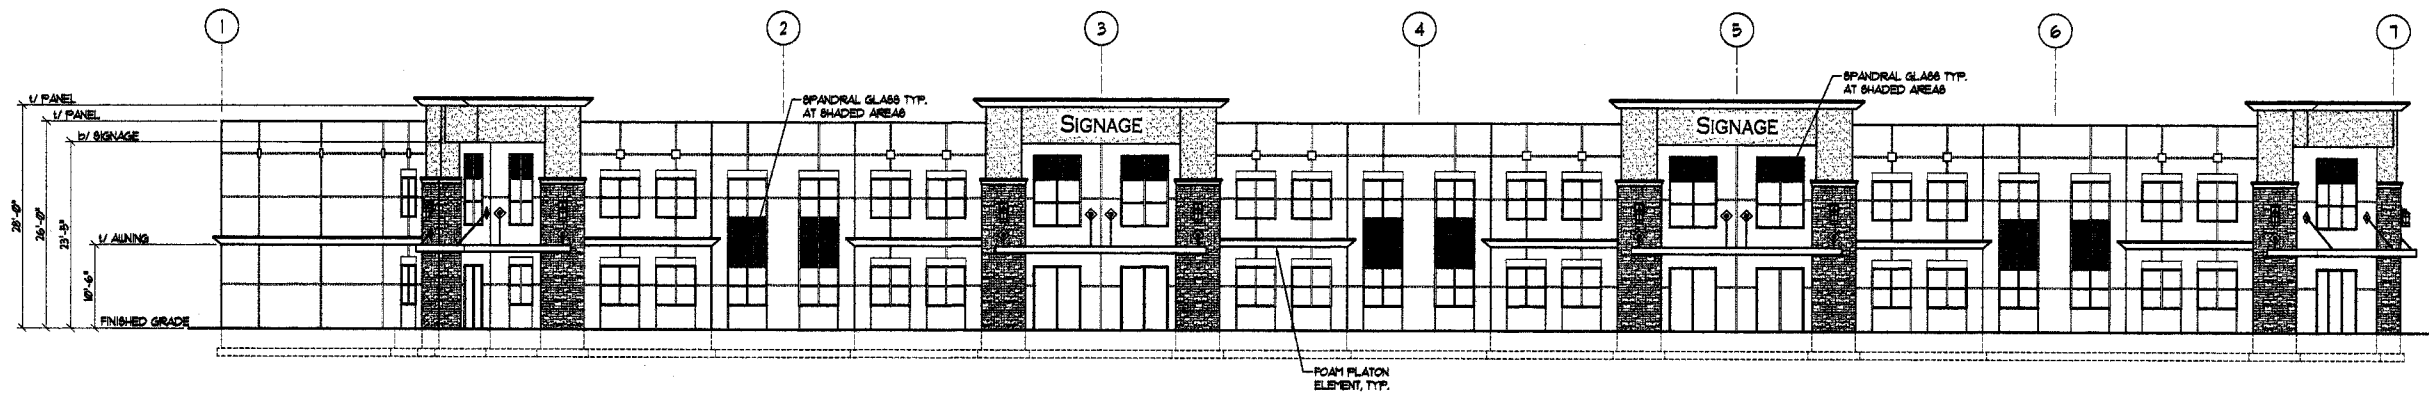 1
2
3
4
5
6
7
t/ PANEL
t/ PANEL
b/ SIGNAGE
t/ AWNING
FINISHED GRADE
28'-0"
26'-0"
23'-8"
10'-6"
SPANDRAL GLASS TYP.
AT SHADED AREAS
SIGNAGE
SIGNAGE
SPANDRAL GLASS TYP.
AT SHADED AREAS
FOAM PLATON
ELEMENT, TYP.